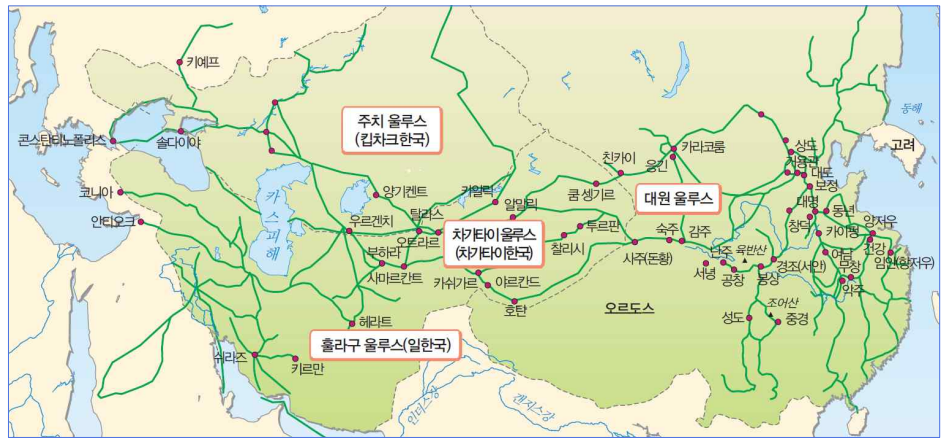 키예프
콘스탄티노폴리스
솔다이야
주치 울루스
(킵차크한국)
카라코룸
동해
상도
고려
거용관
대도
보정
친카이
옹긴
쿰 셍기르
대원 울루스
코니아
안티오크
카스피해
양기켄트
커일릭
알말릭
우르겐치
탈라스
오트라르
차가타이 울루스
(차가타이한국)
투르판
촬리시
대명
동년
창덕
카이펑
양저우
건강
임안(항저우)
여남
무창
악주
숙주
감주
사주(돈황)
난주
육반산
서녕
공창
경조(서안)
봉상
부하라
사마르칸트
카쉬가르
야르칸드
호탄
오르도스
조어산
성도
중경
헤라트
훌라구 울루스(일한국)
쉬라즈
키르만
인더스강
갠지스강